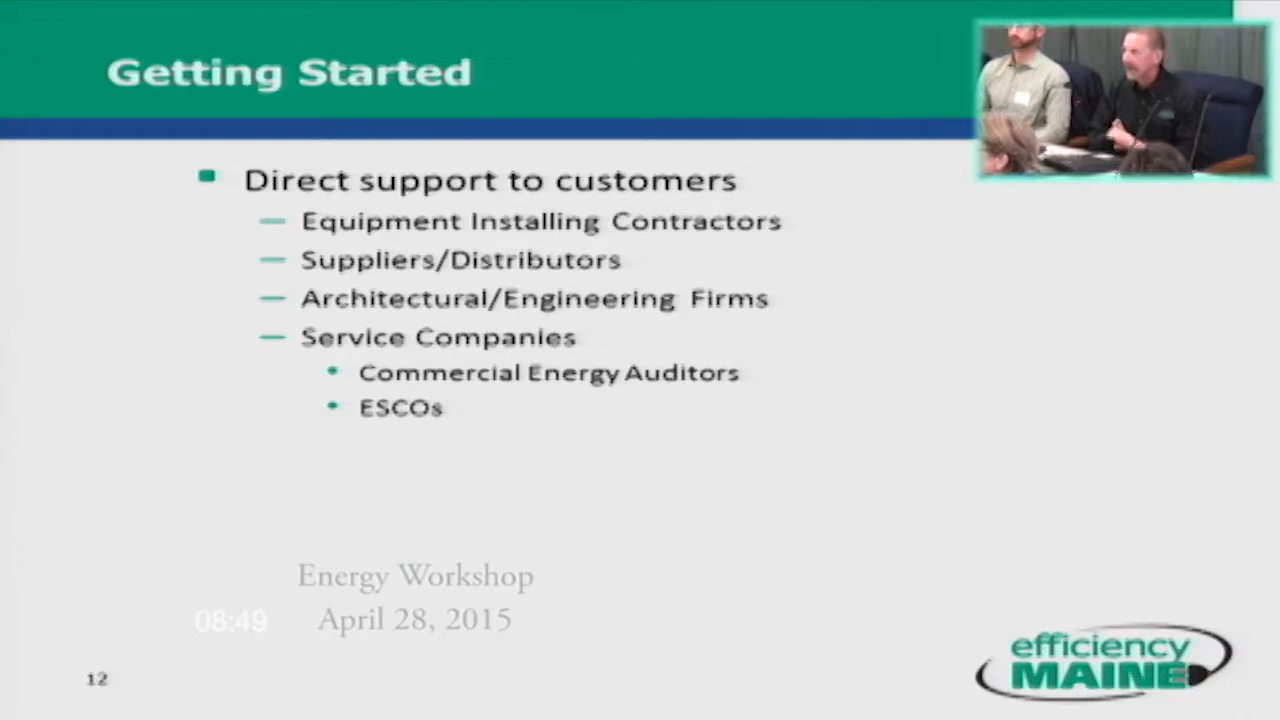 Getting Started
Direct support to customers
Equipment Installing Contractors
Suppliers/Distributors
Architectural/Engineering Firms
Service Companies
Commercial Energy Auditors
ESCOs
Energy Workshop
08:49 April 28, 2015
12
efficiency
MAINE